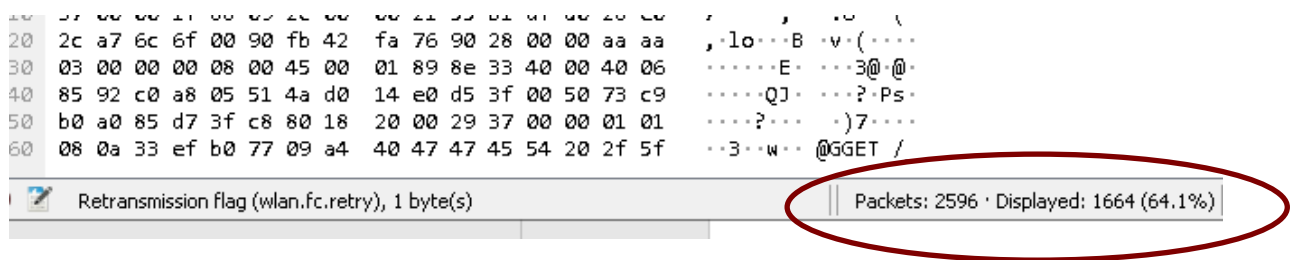 20 2c a7 6c 6f 00 90 fb 42 fa 76 90 28 00 00 aa aa ,·lo···B ·v·(····
30 03 00 00 00 08 00 45 00 01 89 8e 33 40 00 40 06 ······E· ···3@·@·
40 85 92 c0 a8 05 51 4a d0 14 e0 d5 3f 00 50 73 c9 ·····QJ· ···?·Ps·
50 b0 a0 85 d7 3f c8 80 18 20 00 29 37 00 00 01 01 ····?··· ·)7····
60 08 0a 33 ef b0 77 09 a4 40 47 47 45 54 20 2f 5f ··3··w·· @GGET /
Retransmission flag (wlan.fc.retry), 1 byte(s) Packets: 2596 · Displayed: 1664 (64.1%)